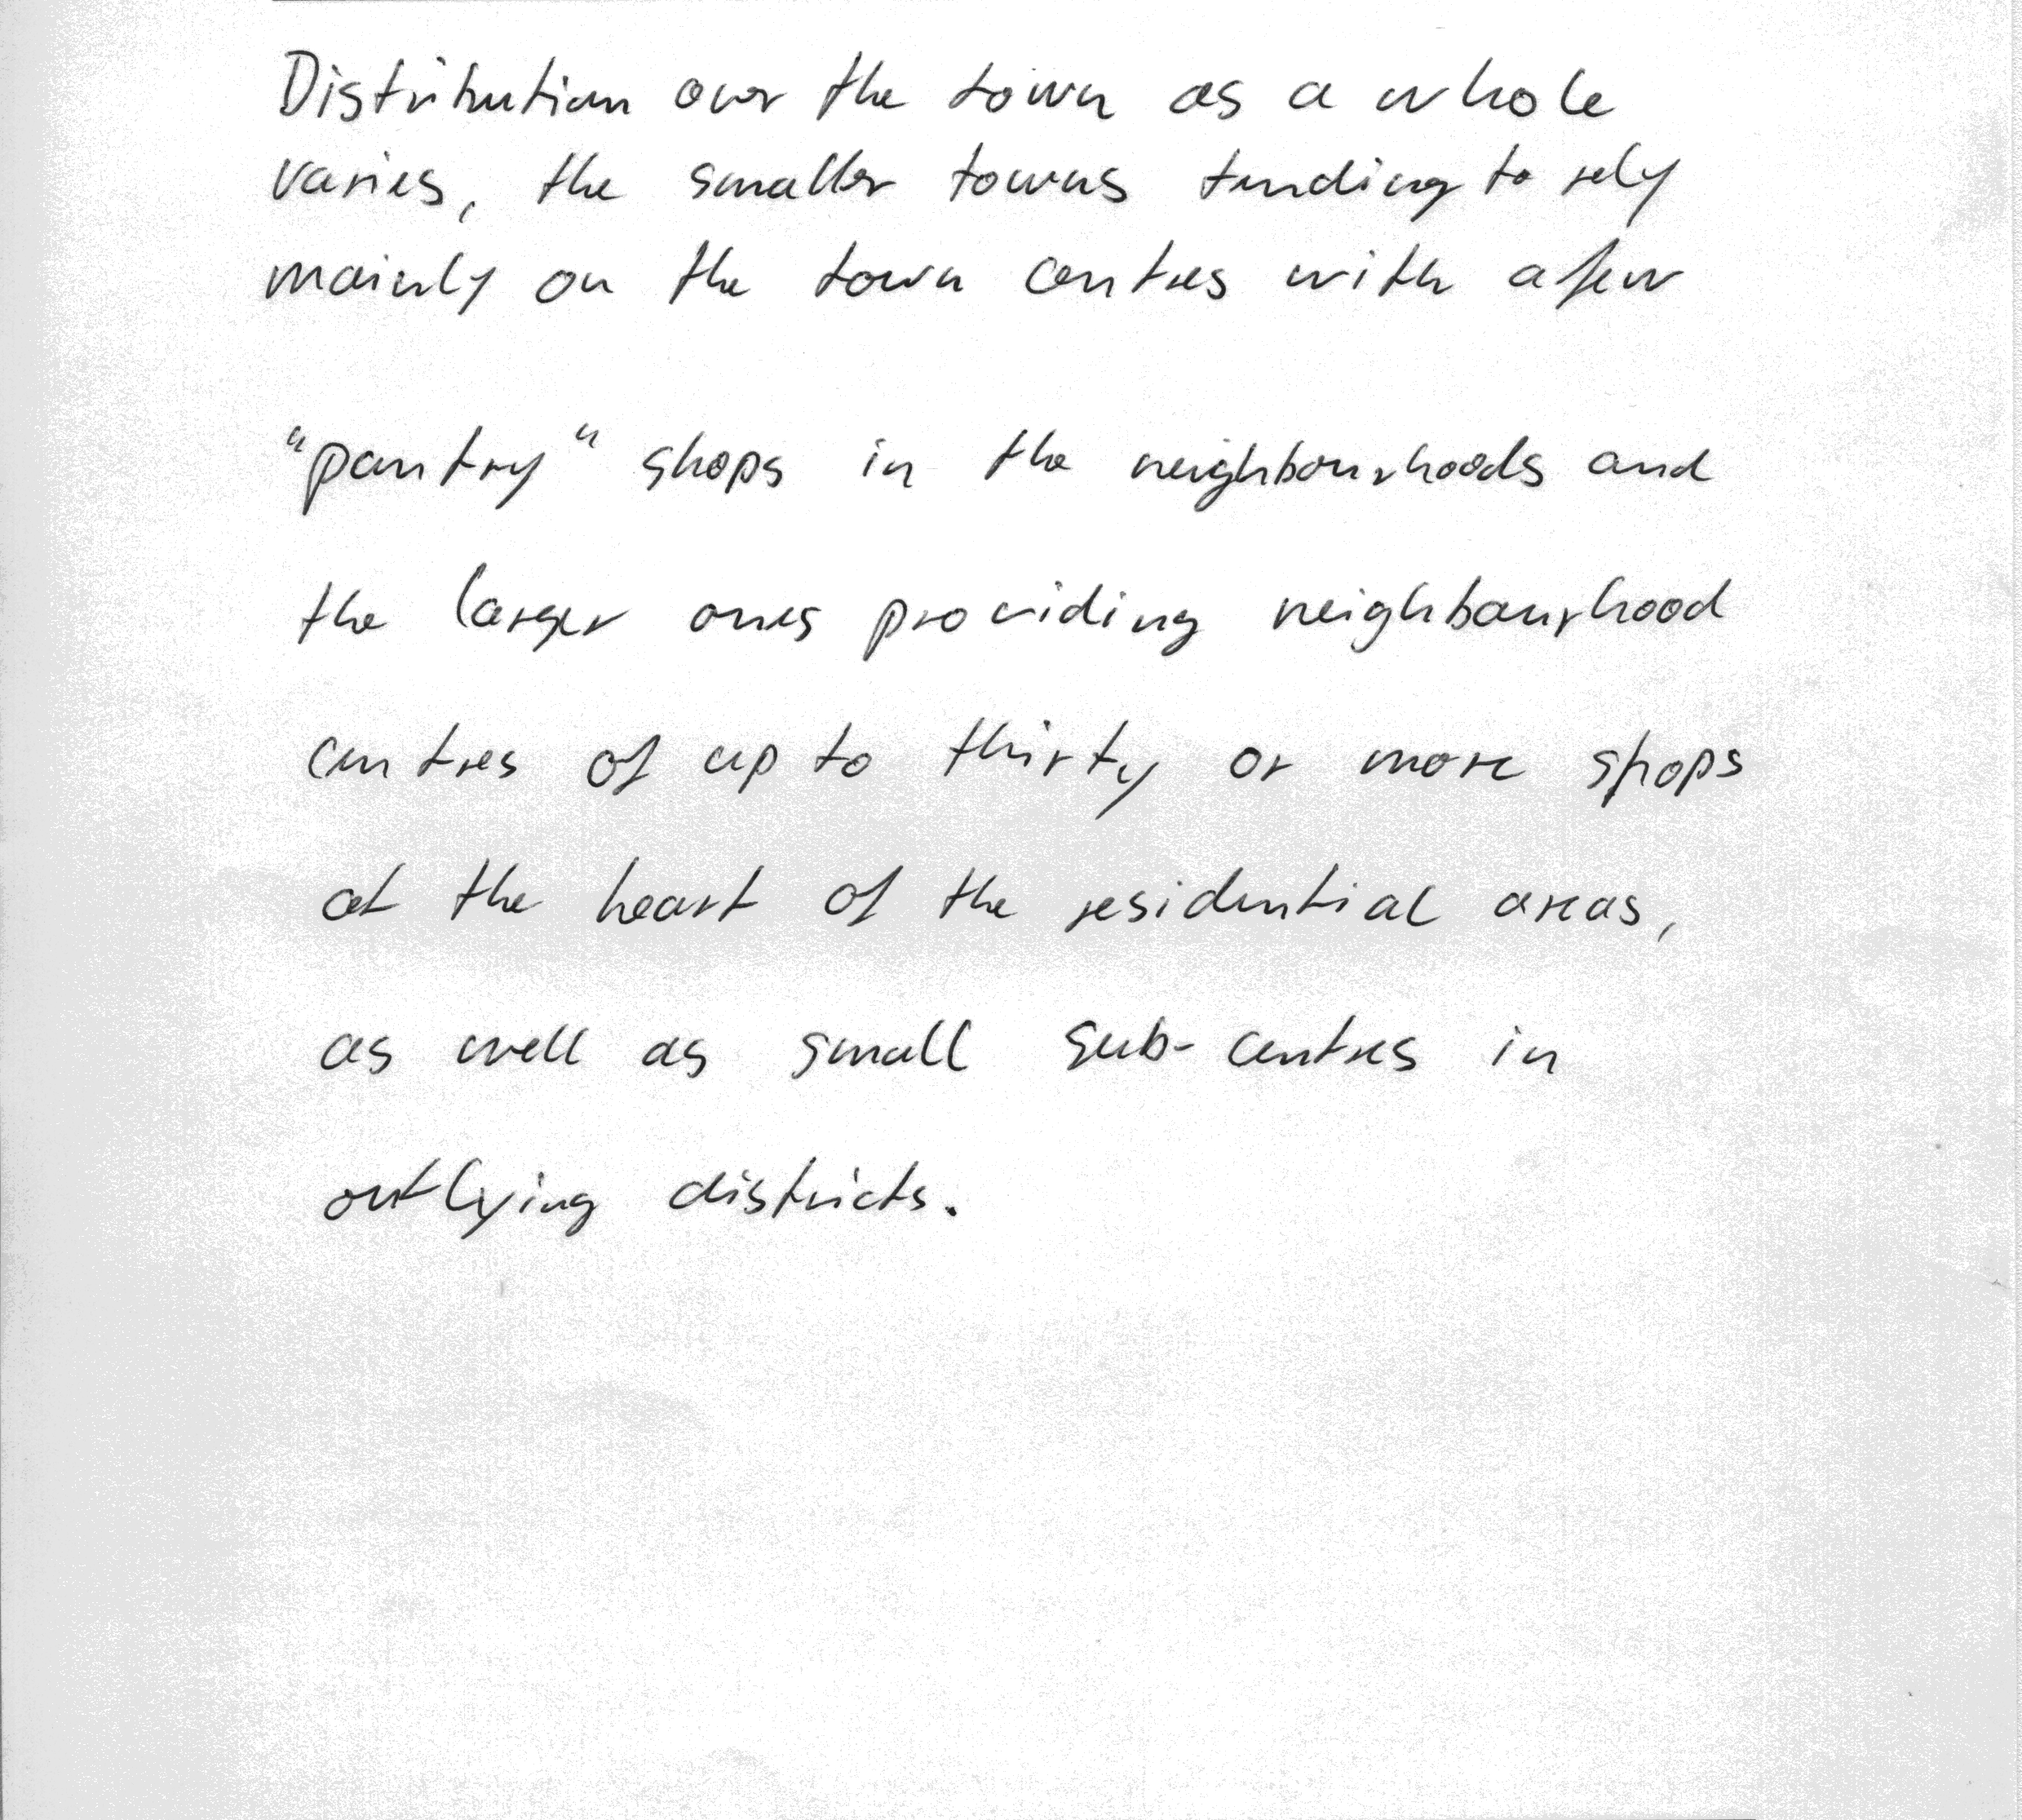 Distribution over the town as a whole
varies, the smaller towns tending to rely
mainly on the town centres with a few
"pantry" shops in the neighbourhoods and
the larger ones providing neighbourhood
centres of up to thirty or more shops
at the heart of the residential areas,
as well as small sub-centres in
outlying districts.